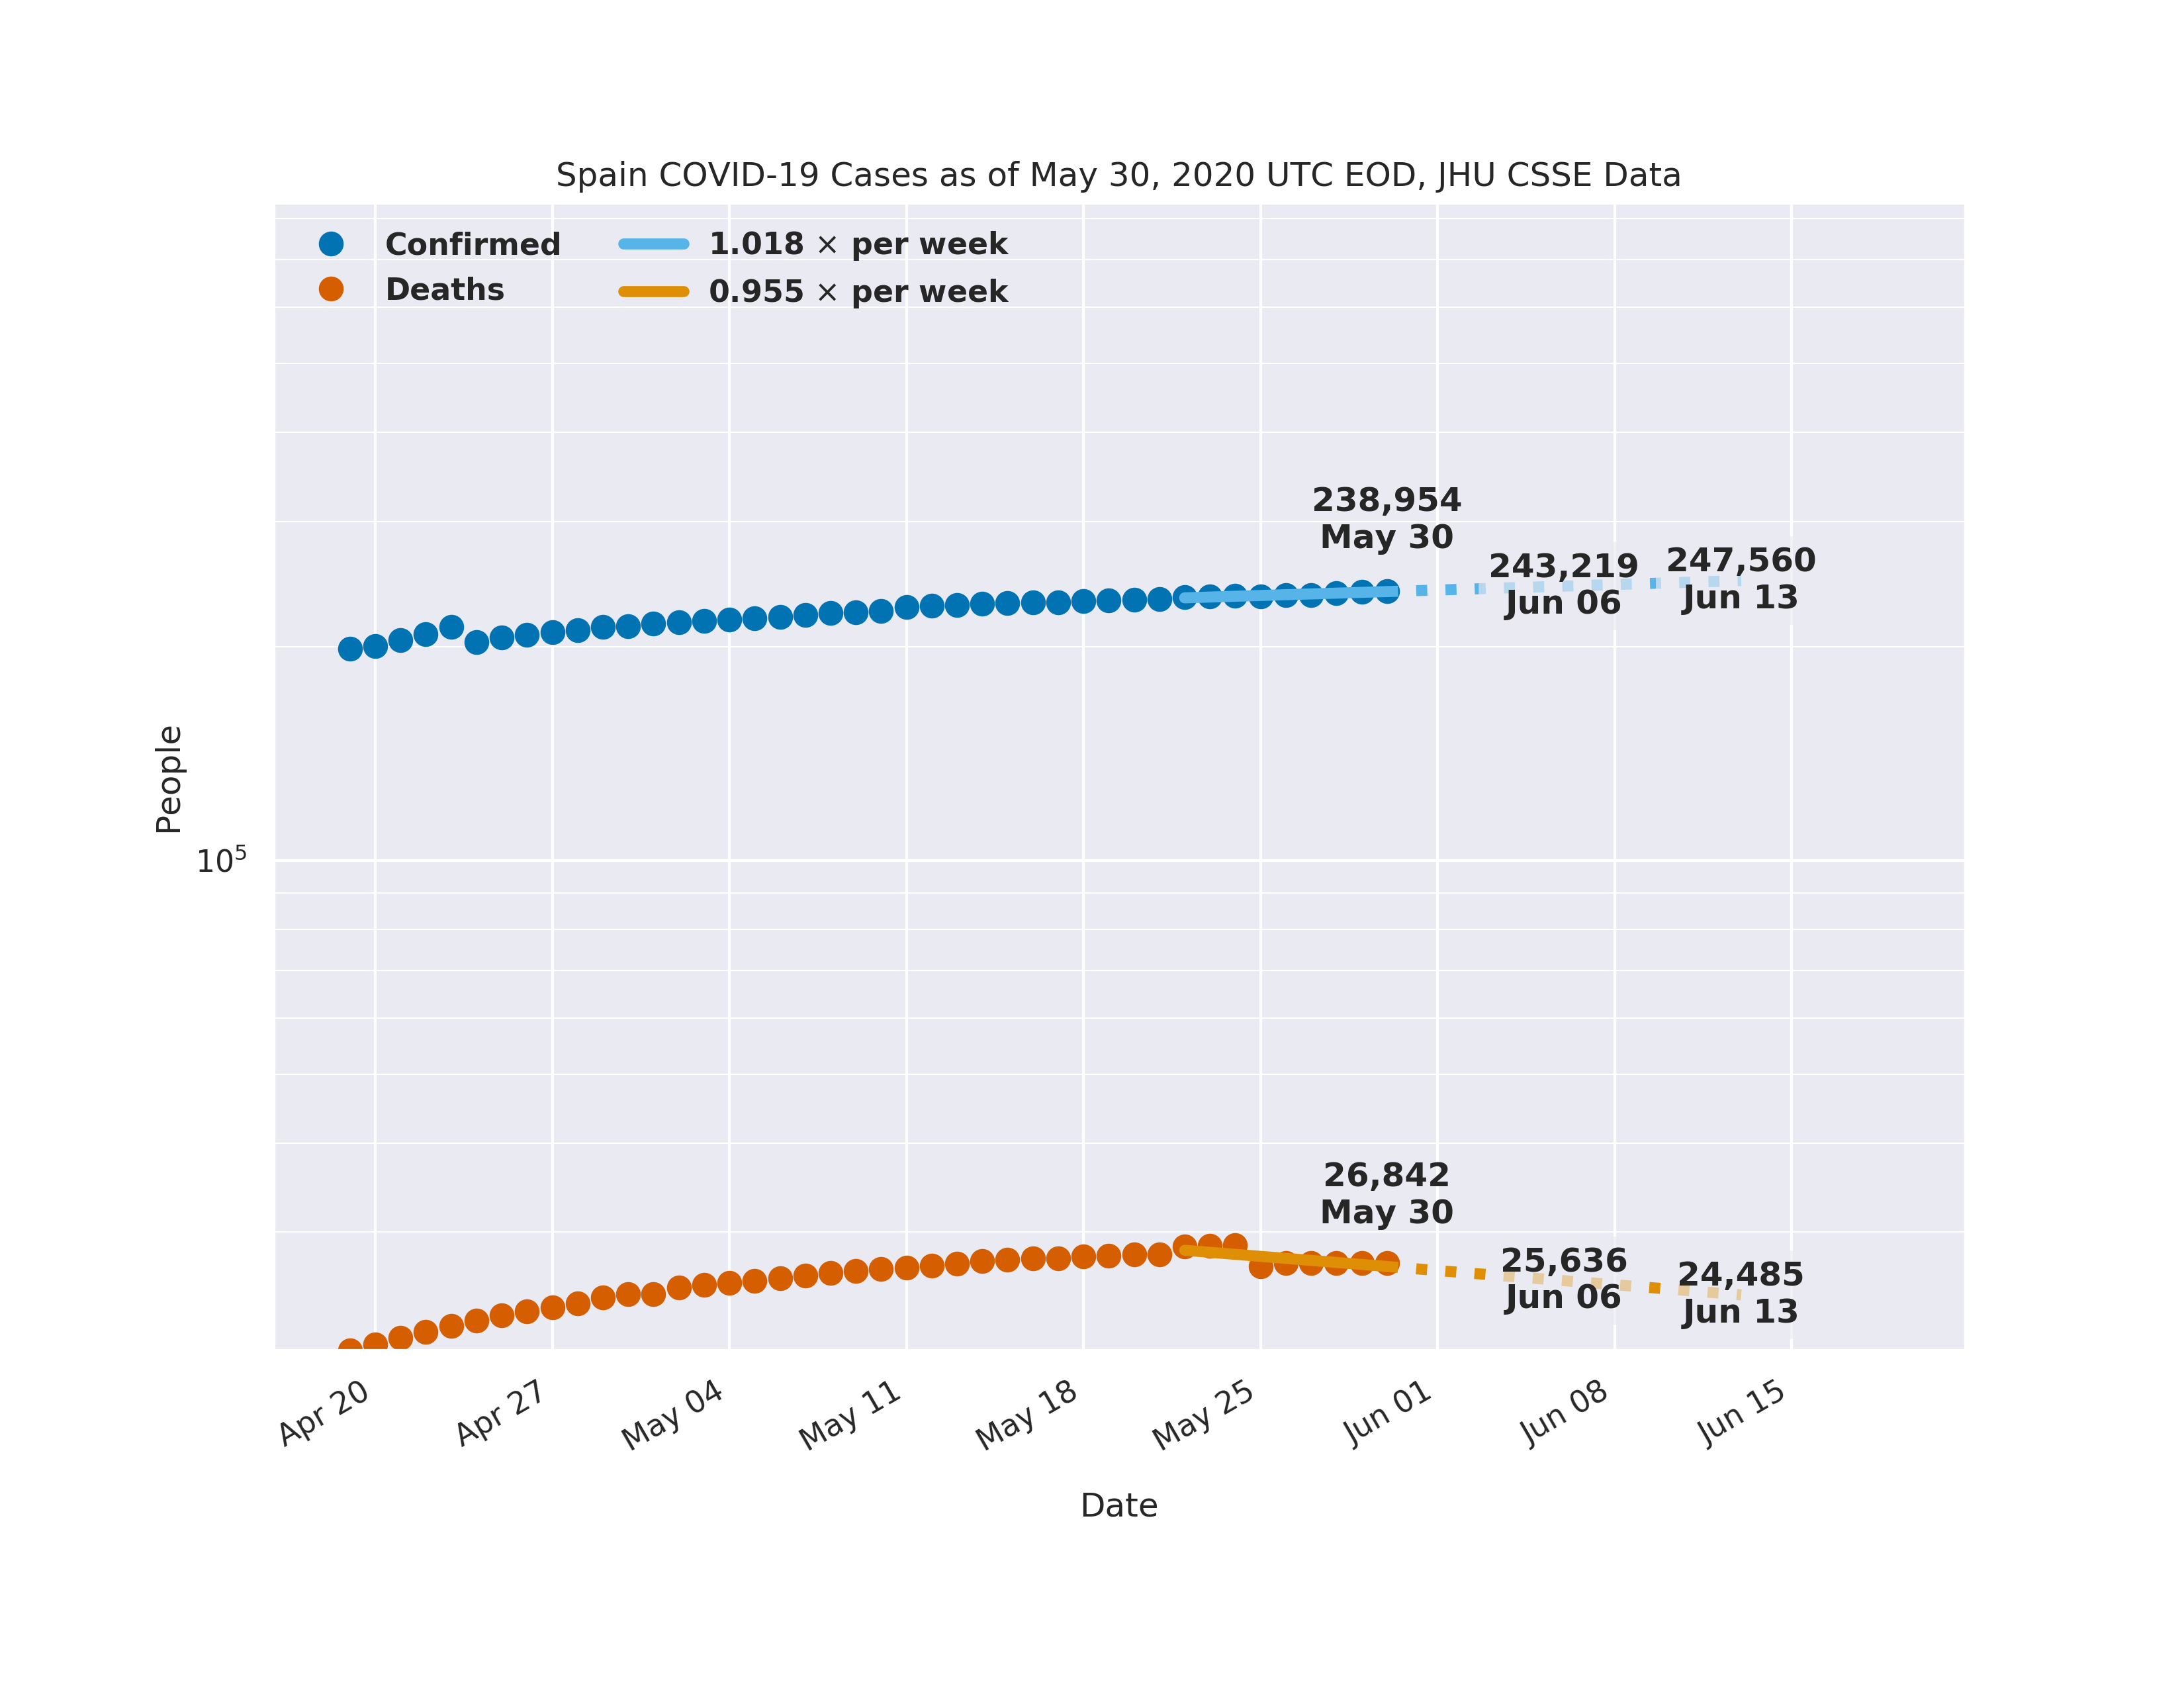 Spain COVID-19 Cases as of May 30, 2020 UTC EOD, JHU CSSE Data
Confirmed
Deaths
1.018 × per week
0.955 × per week
238,954
May 30
243,219
Jun 06
247,560
Jun 13
People
10⁵
26,842
May 30
25,636
Jun 06
24,485
Jun 13
Apr 20
Apr 27
May 04
May 11
May 18
May 25
Jun 01
Jun 08
Jun 15
Date